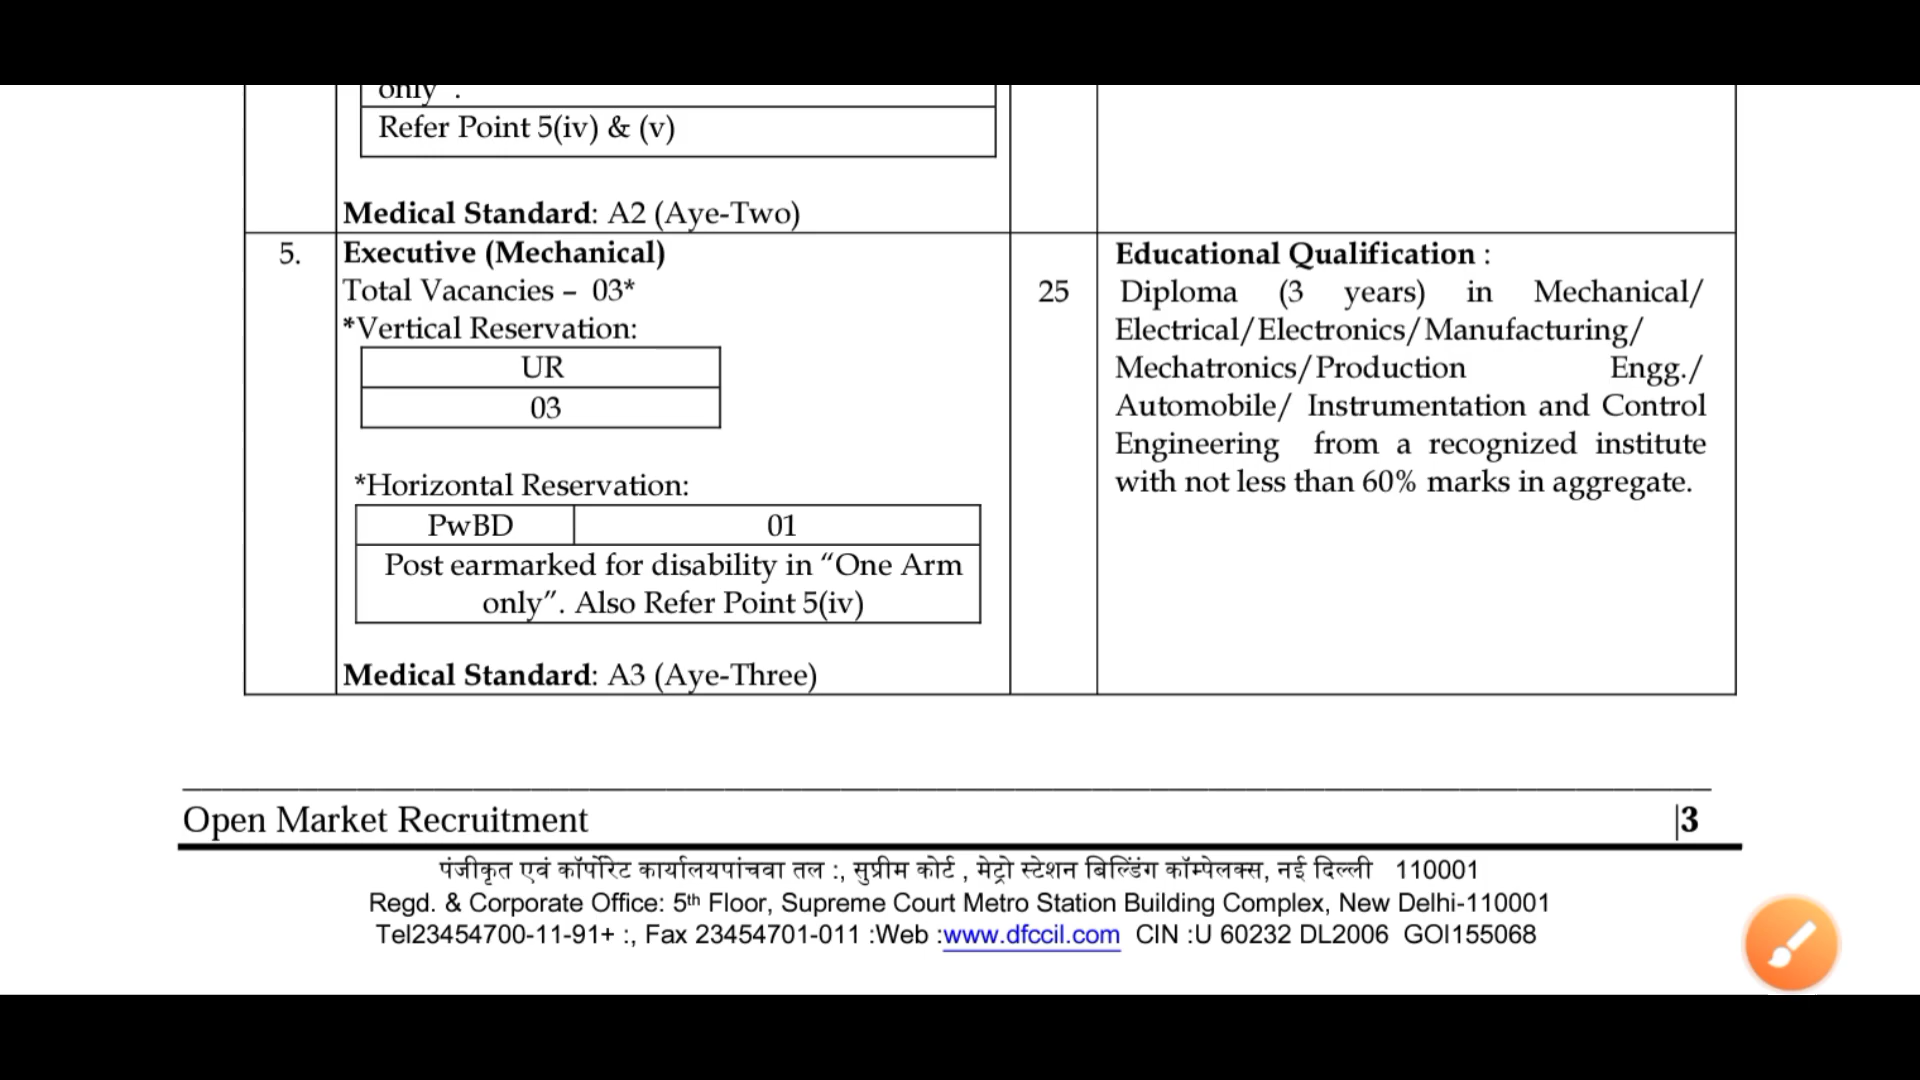 only".
Refer Point 5(iv) & (v)
Medical Standard: A2 (Aye-Two)
5.
Executive (Mechanical)
Total Vacancies – 03*
*Vertical Reservation:
UR
03
*Horizontal Reservation:
PwBD 01
Post earmarked for disability in “One Arm
only”. Also Refer Point 5(iv)
Medical Standard: A3 (Aye-Three)
25
Educational Qualification :
Diploma (3 years) in Mechanical/
Electrical/Electronics/Manufacturing/
Mechatronics/Production Engg./
Automobile/ Instrumentation and Control
Engineering from a recognized institute
with not less than 60% marks in aggregate.
Open Market Recruitment |3
पंजीकृत एवं कॉर्पोरेट कार्यालयपांचवा तल :, सुप्रीम कोर्ट , मेट्रो स्टेशन बिल्डिंग कॉम्पेलक्स, नई दिल्ली 110001
Regd. & Corporate Office: 5th Floor, Supreme Court Metro Station Building Complex, New Delhi-110001
Tel23454700-11-91+ :, Fax 23454701-011 :Web :www.dfccil.com CIN :U 60232 DL2006 GOI155068